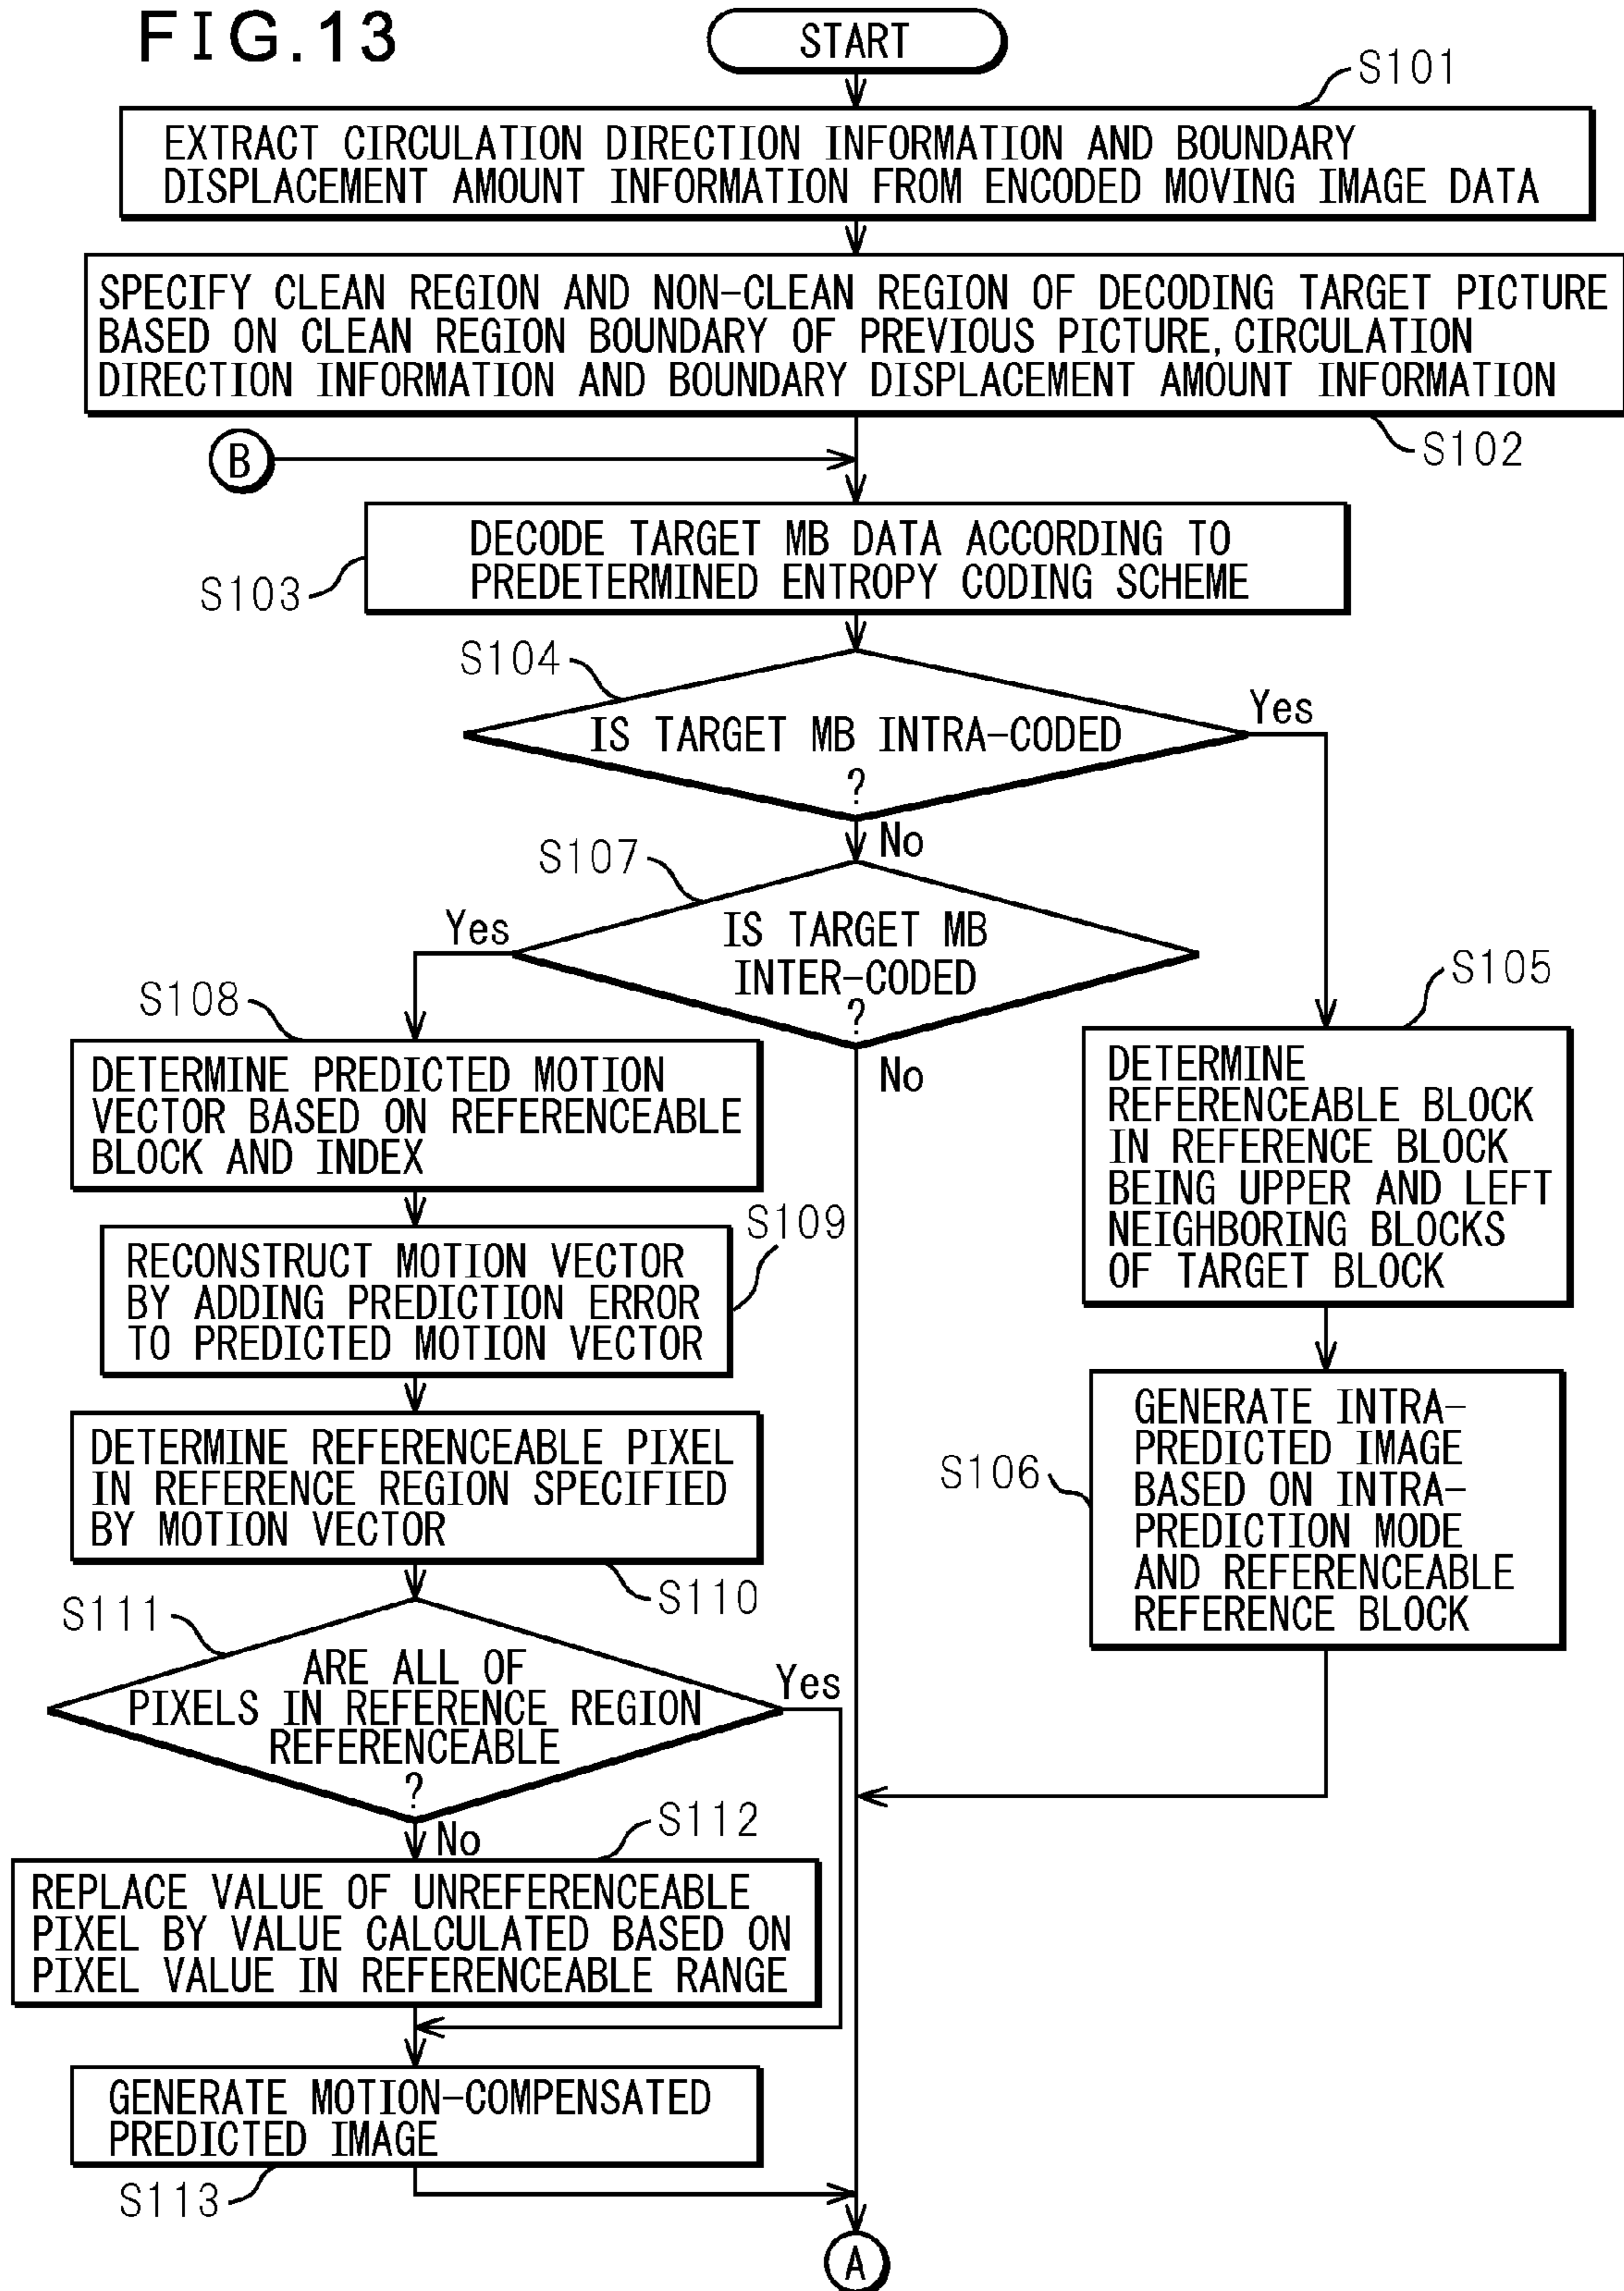 FIG.13
START
S101
EXTRACT CIRCULATION DIRECTION INFORMATION AND BOUNDARY
DISPLACEMENT AMOUNT INFORMATION FROM ENCODED MOVING IMAGE DATA
SPECIFY CLEAN REGION AND NON-CLEAN REGION OF DECODING TARGET PICTURE
BASED ON CLEAN REGION BOUNDARY OF PREVIOUS PICTURE, CIRCULATION
DIRECTION INFORMATION AND BOUNDARY DISPLACEMENT AMOUNT INFORMATION
S102
B
DECODE TARGET MB DATA ACCORDING TO
PREDETERMINED ENTROPY CODING SCHEME
S103
S104
IS TARGET MB INTRA-CODED
?
Yes
No
S107
IS TARGET MB
INTER-CODED
?
Yes
No
S105
DETERMINE
REFERENCEABLE BLOCK
IN REFERENCE BLOCK
BEING UPPER AND LEFT
NEIGHBORING BLOCKS
OF TARGET BLOCK
S106
GENERATE INTRA-
PREDICTED IMAGE
BASED ON INTRA-
PREDICTION MODE
AND REFERENCEABLE
REFERENCE BLOCK
S108
DETERMINE PREDICTED MOTION
VECTOR BASED ON REFERENCEABLE
BLOCK AND INDEX
S109
RECONSTRUCT MOTION VECTOR
BY ADDING PREDICTION ERROR
TO PREDICTED MOTION VECTOR
DETERMINE REFERENCEABLE PIXEL
IN REFERENCE REGION SPECIFIED
BY MOTION VECTOR
S110
S111
ARE ALL OF
PIXELS IN REFERENCE REGION
REFERENCEABLE
?
Yes
No
S112
REPLACE VALUE OF UNREFERENCEABLE
PIXEL BY VALUE CALCULATED BASED ON
PIXEL VALUE IN REFERENCEABLE RANGE
GENERATE MOTION-COMPENSATED
PREDICTED IMAGE
S113
A